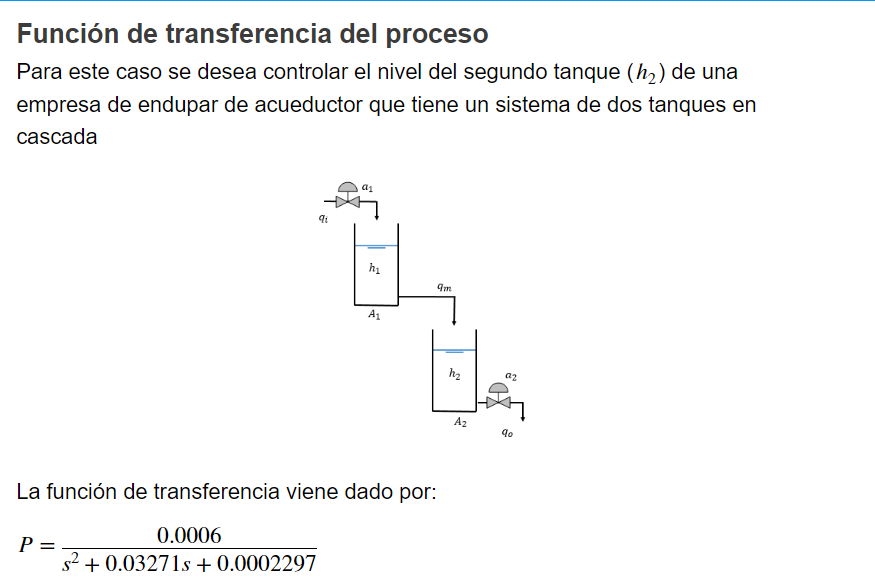 Función de transferencia del proceso
Para este caso se desea controlar el nivel del segundo tanque (h₂) de una
empresa de endupar de acueductor que tiene un sistema de dos tanques en
cascada
a₁
qᵢ
h₁
qₘ
A₁
h₂
a₂
A₂
qₒ
La función de transferencia viene dado por:
P = 0.0006 / (s² + 0.03271s + 0.0002297)